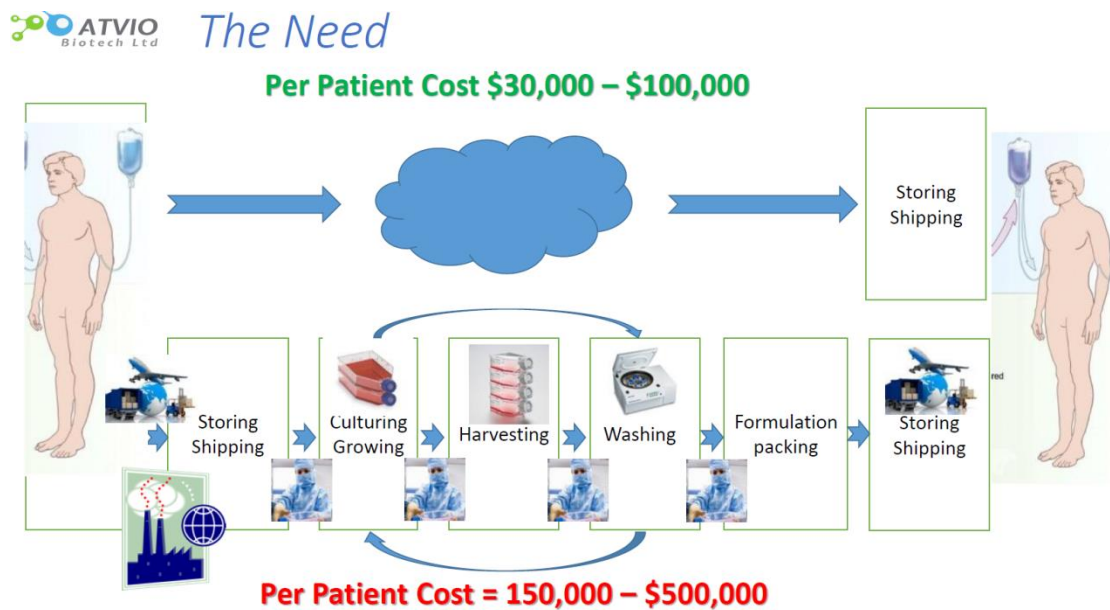 ATVIO
Biotech Ltd
The Need
Per Patient Cost $30,000 – $100,000
Storing
Shipping
red
Storing
Shipping
Culturing
Growing
Harvesting
Washing
Formulation
packing
Storing
Shipping
Per Patient Cost = 150,000 – $500,000